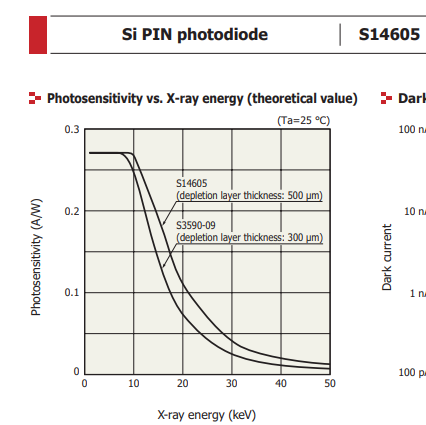 Si PIN photodiode
S14605
Photosensitivity vs. X-ray energy (theoretical value)
(Ta=25 °C)
0.3
S14605
(depletion layer thickness: 500 μm)
0.2
S3590-09
(depletion layer thickness: 300 μm)
Photosensitivity (A/W)
0.1
0
0 10 20 30 40 50
X-ray energy (keV)
Dark
100 n
10 n
Dark current
1 n
100 p